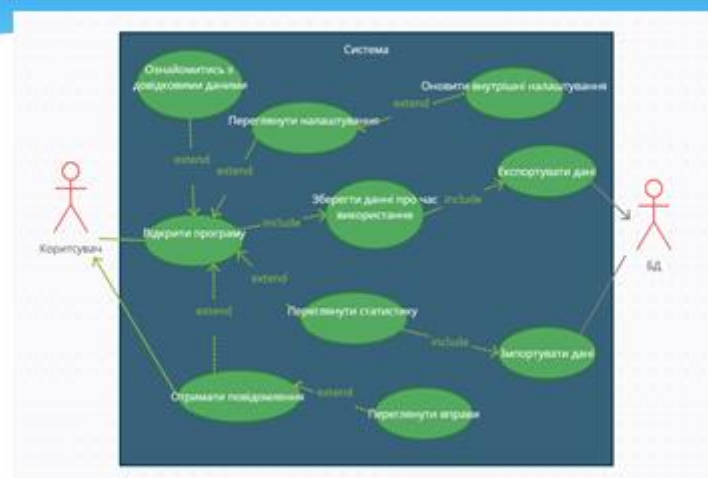 Система
Ознайомитись з
довідковими даними
Оновити внутрішні налаштування
extend
Переглянути налаштування
extend
extend
Експортувати дані
Зберегти данні про час
використання
include
include
Відкрити програму
Коритсувач
БД
extend
Переглянути статистику
extend
include
Імпортувати дані
Отримати повідомлення
extend
Переглянути вправи